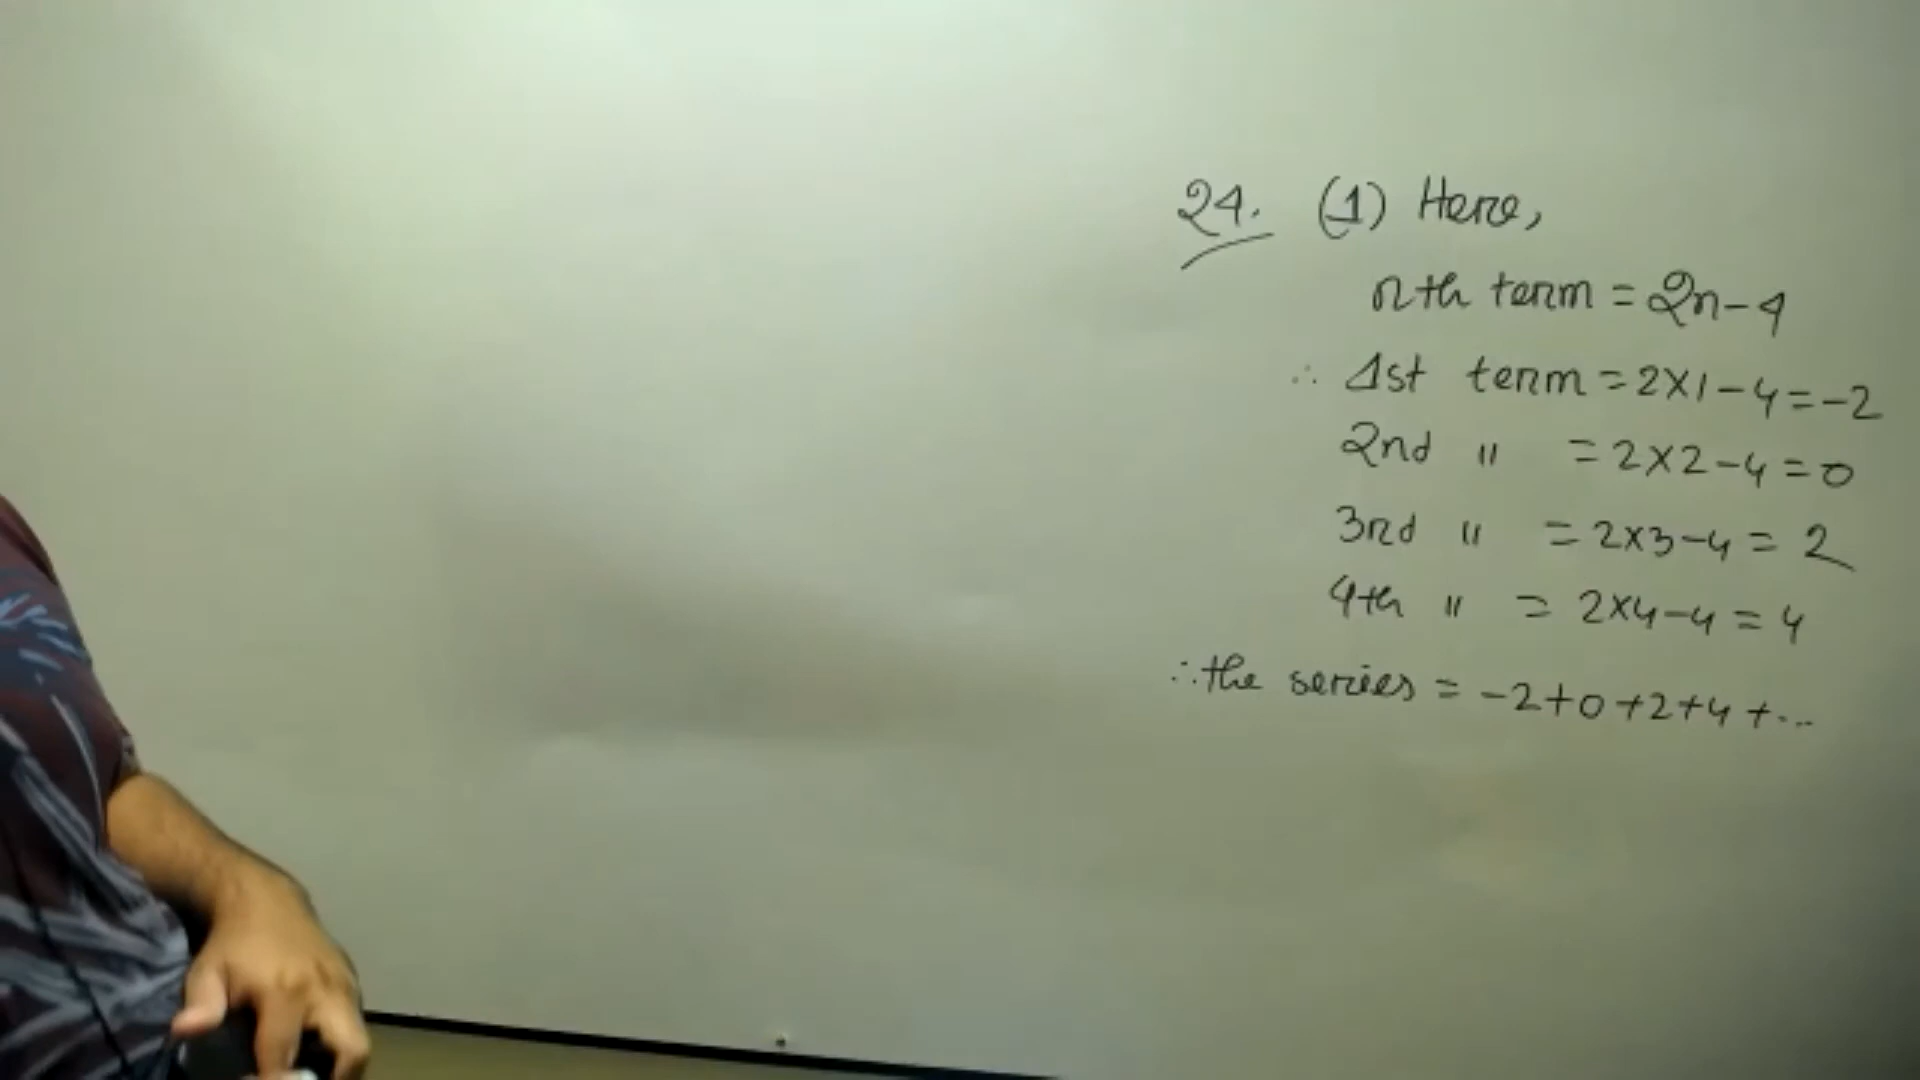 24. (1) Here,
nth term = 2n-4
∴ 1st term = 2×1-4=-2
2nd " = 2×2-4=0
3rd " = 2×3-4 = 2
4th " = 2×4-4 = 4
∴ the series = -2+0+2+4+...